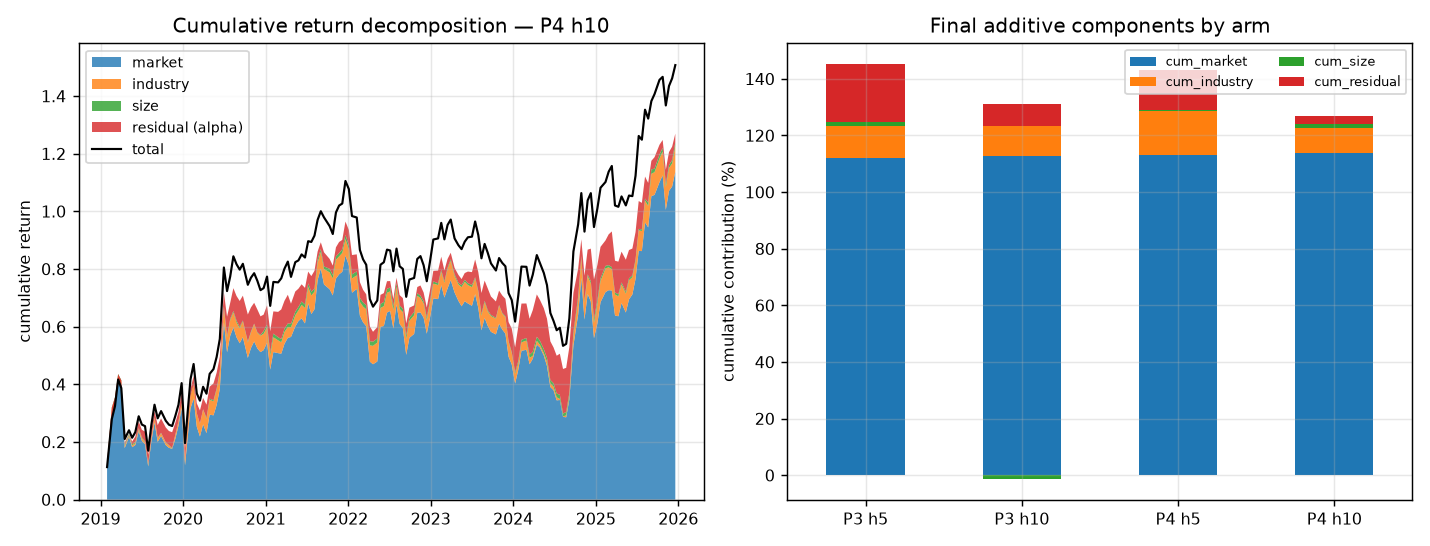 Cumulative return decomposition — P4 h10
market
industry
size
residual (alpha)
total
cumulative return
1.4
1.2
1.0
0.8
0.6
0.4
0.2
0.0
2019
2020
2021
2022
2023
2024
2025
2026
Final additive components by arm
cum_market
cum_industry
cum_size
cum_residual
cumulative contribution (%)
140
120
100
80
60
40
20
0
P3 h5
P3 h10
P4 h5
P4 h10